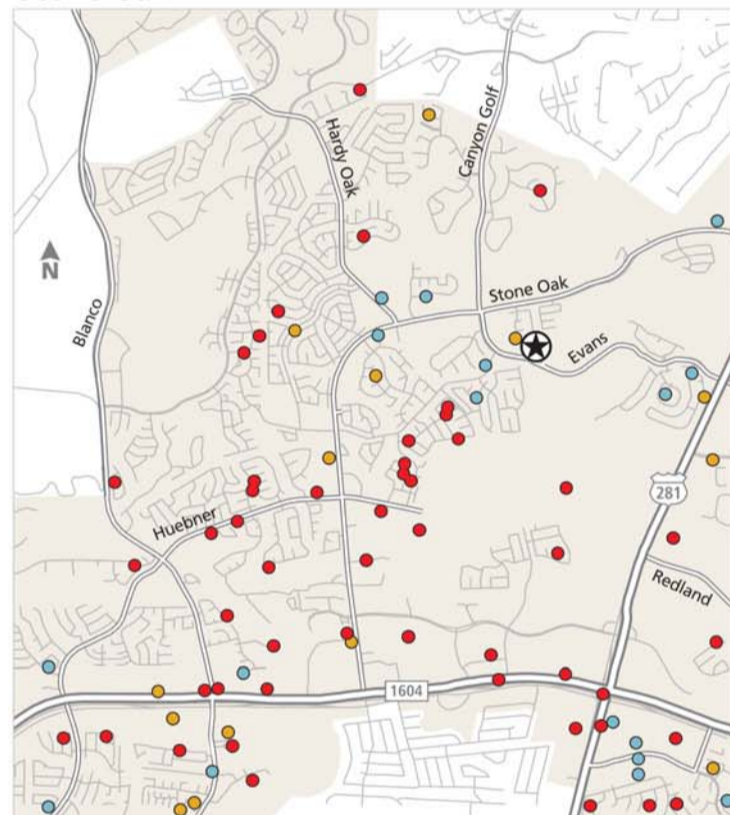 Hardy Oak
Canyon Golf
N
Stone Oak
Blanco
Evans
281
Huebner
Redland
1604